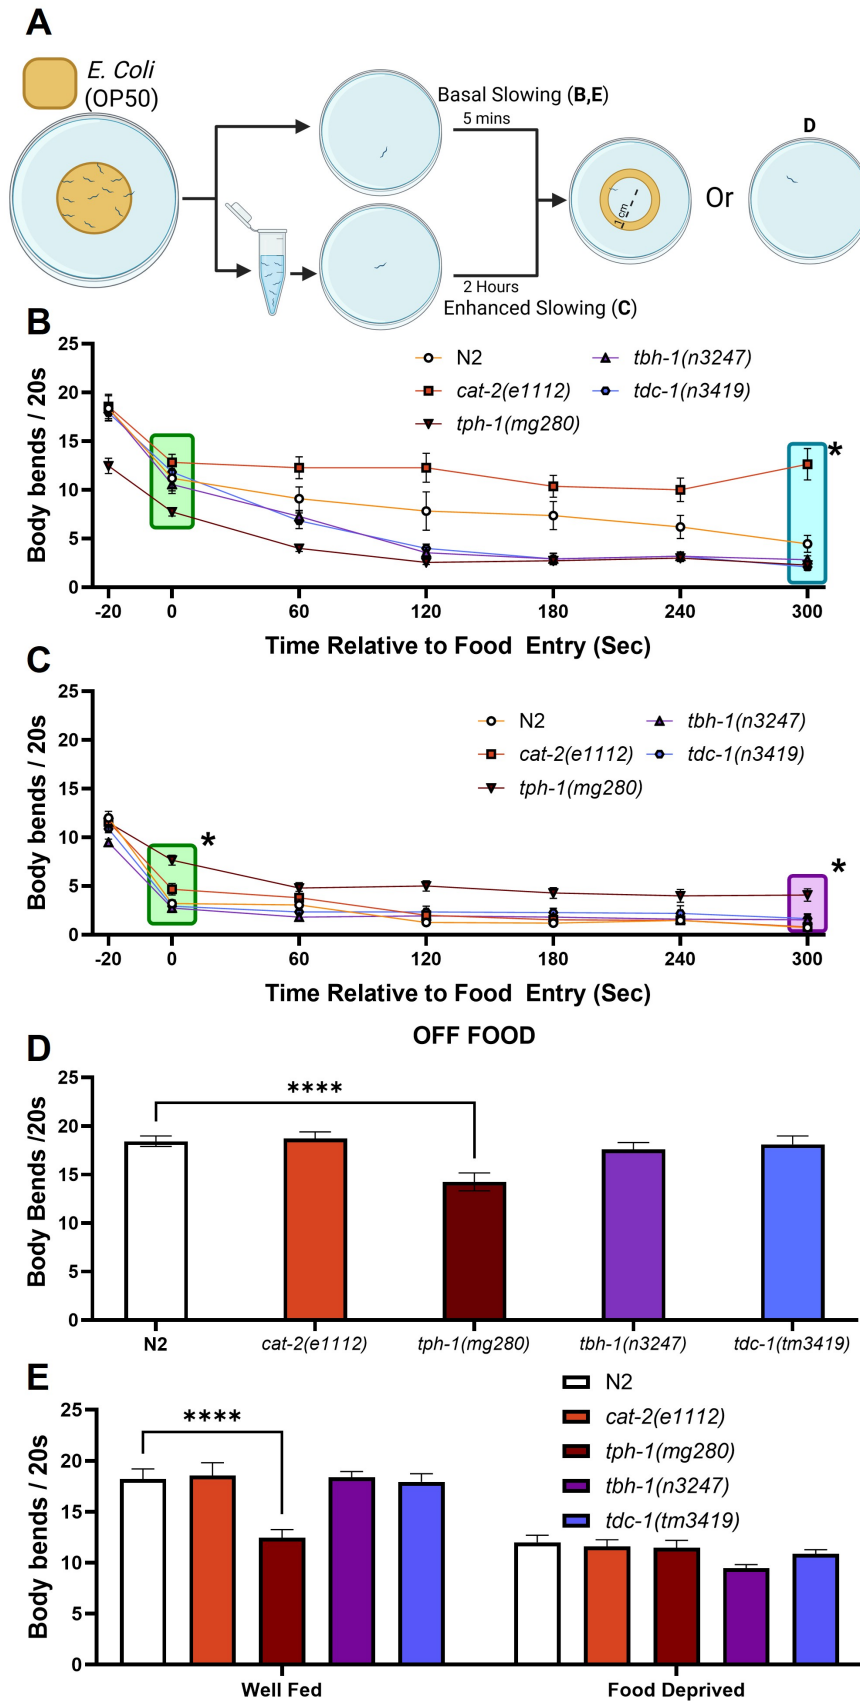 A
E. Coli
(OP50)
Basal Slowing (B,E)
5 mins
D
1 cm
Or
2 Hours
Enhanced Slowing (C)
B
25
20
15
10
5
0
Body bends / 20s
N2
cat-2(e1112)
tph-1(mg280)
tbh-1(n3247)
tdc-1(n3419)
*
-20 0 60 120 180 240 300
Time Relative to Food Entry (Sec)
C
25
20
15
10
5
0
Body bends / 20s
N2
cat-2(e1112)
tph-1(mg280)
tbh-1(n3247)
tdc-1(n3419)
*
*
-20 0 60 120 180 240 300
Time Relative to Food Entry (Sec)
D
OFF FOOD
25
20
15
10
5
0
Body Bends /20s
****
N2 cat-2(e1112) tph-1(mg280) tbh-1(n3247) tdc-1(tm3419)
E
25
20
15
10
5
0
Body bends / 20s
****
N2
cat-2(e1112)
tph-1(mg280)
tbh-1(n3247)
tdc-1(tm3419)
Well Fed Food Deprived